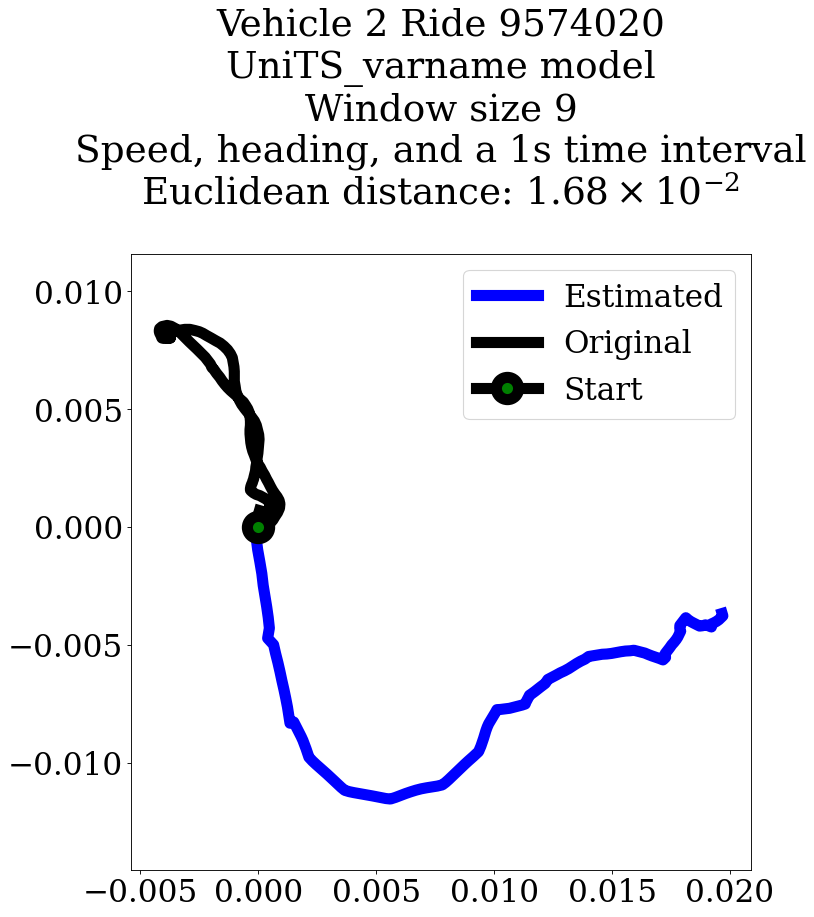 Vehicle 2 Ride 9574020
UniTS_varname model
Window size 9
Speed, heading, and a 1s time interval
Euclidean distance: 1.68 × 10⁻²
Estimated
Original
Start
0.010
0.005
0.000
−0.005
−0.010
−0.005 0.000 0.005 0.010 0.015 0.020